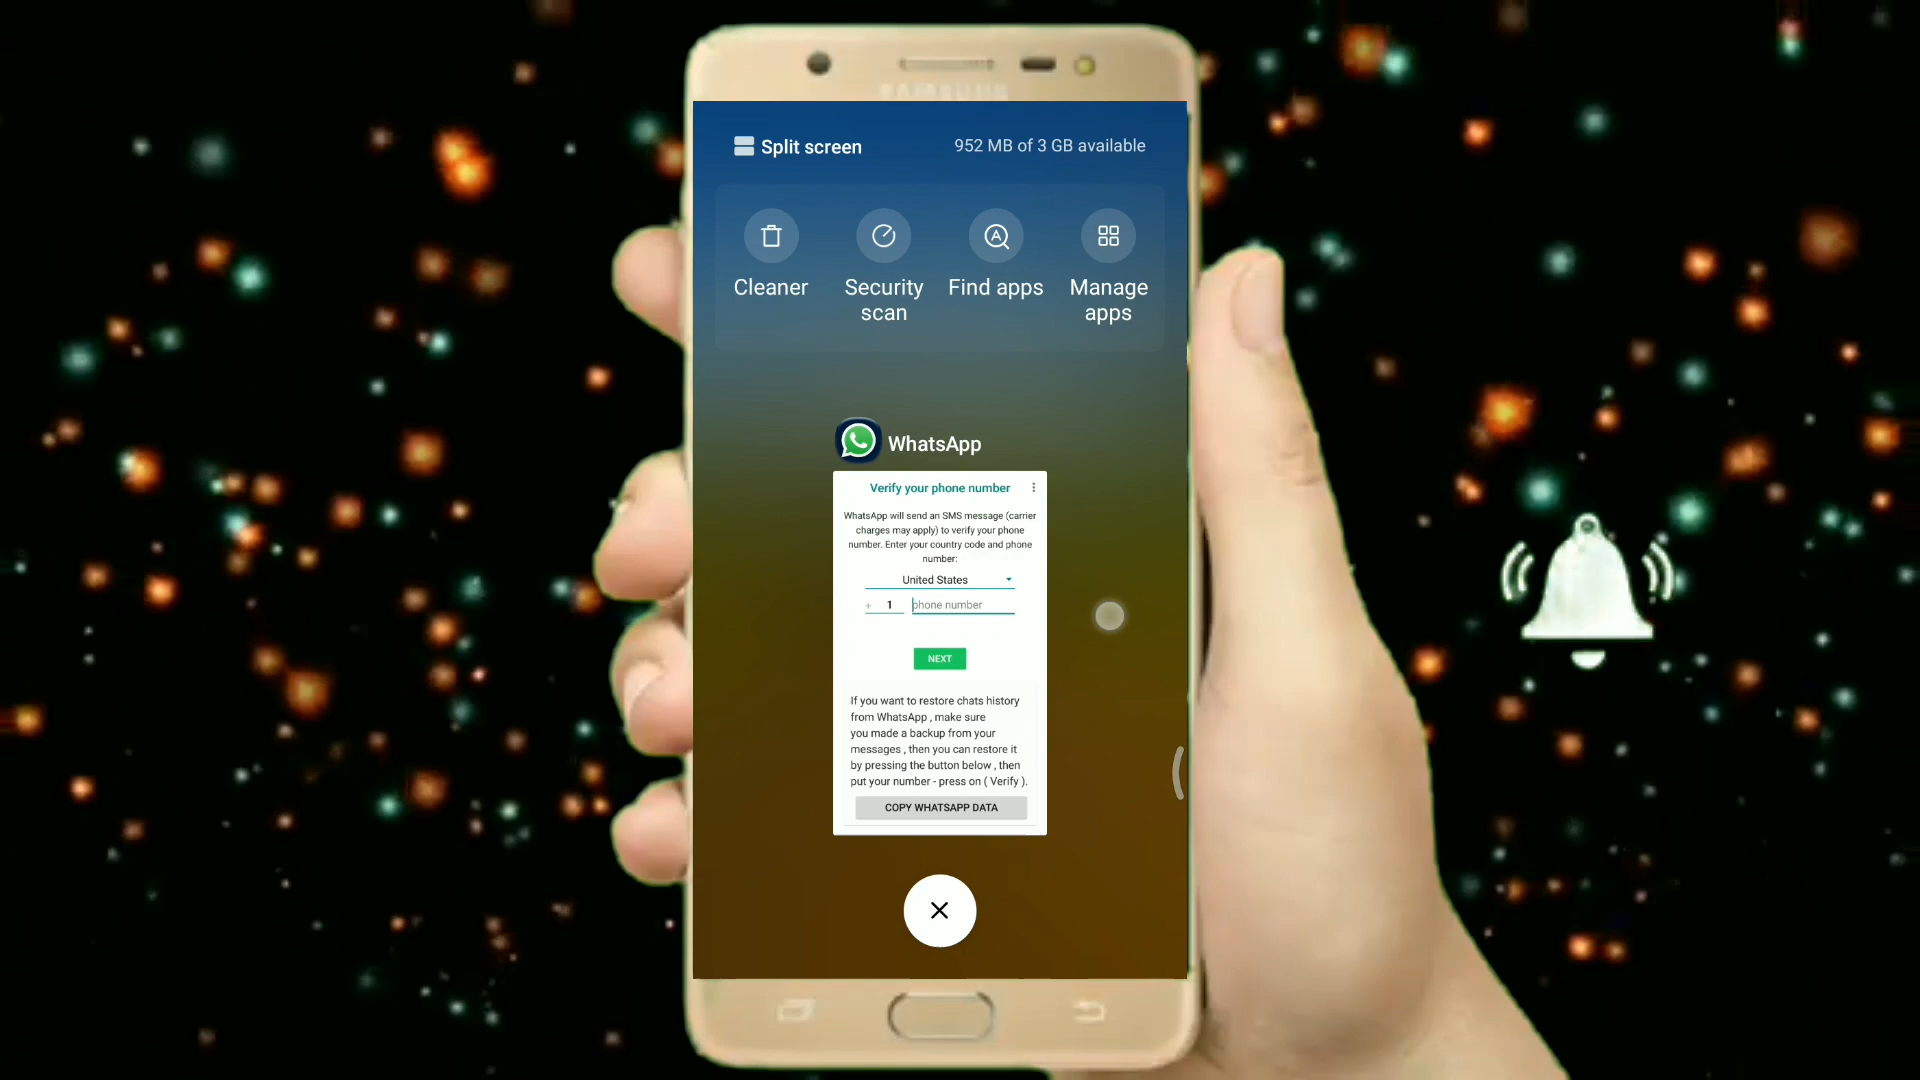 SAMSUNG
Split screen
952 MB of 3 GB available
Cleaner
Security
scan
Find apps
Manage
apps
WhatsApp
Verify your phone number
WhatsApp will send an SMS message (carrier
charges may apply) to verify your phone
number. Enter your country code and phone
number:
United States
+ 1 phone number
NEXT
If you want to restore chats history
from WhatsApp , make sure
you made a backup from your
messages , then you can restore it
by pressing the button below , then
put your number - press on ( Verify ).
COPY WHATSAPP DATA